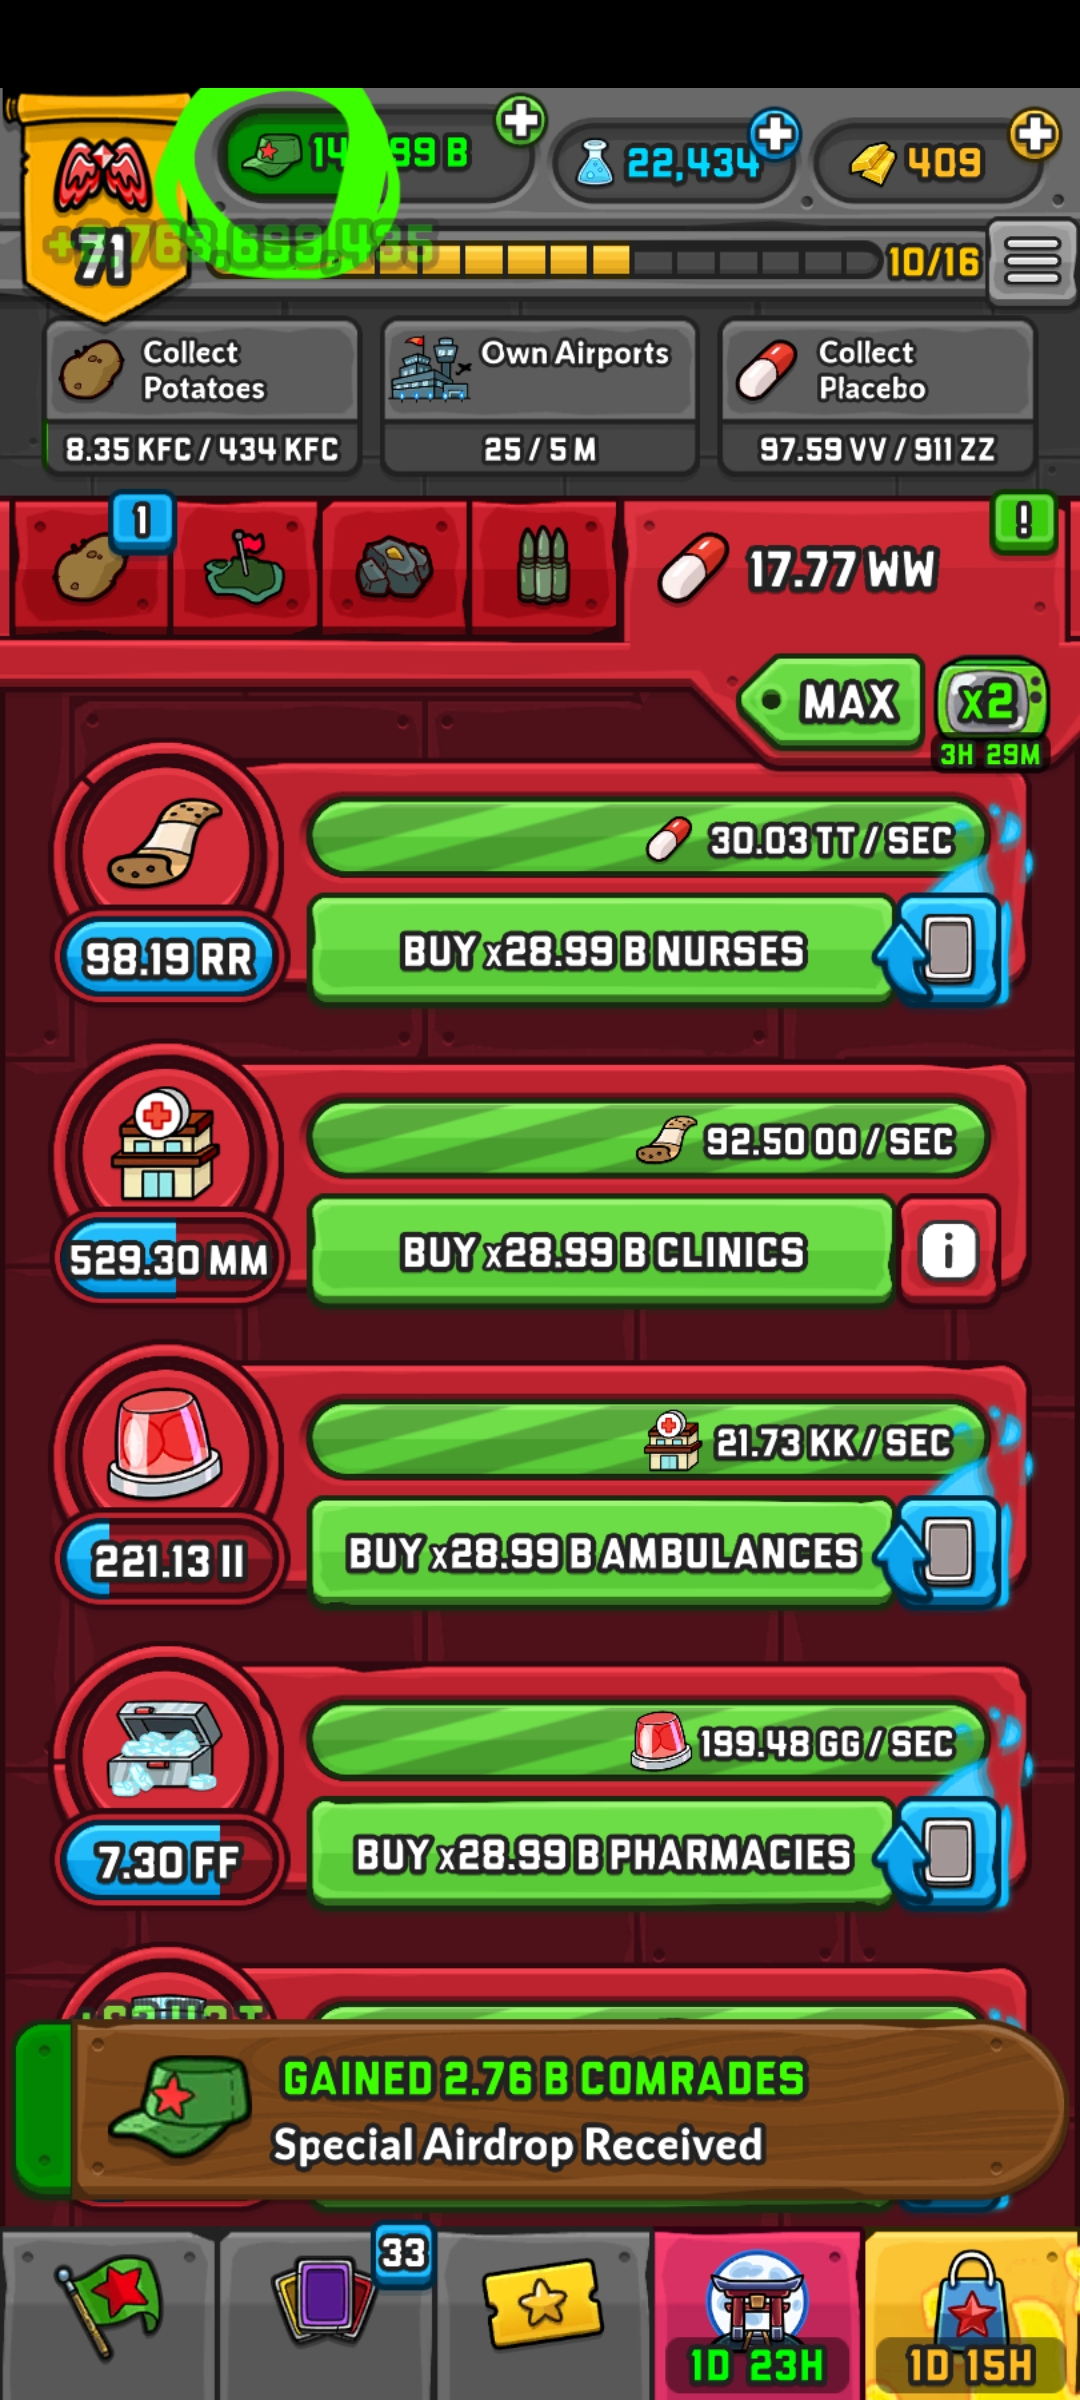 99 B
22,434
409
71
10/16
Collect
Potatoes
8.35 KFC / 434 KFC
Own Airports
25 / 5 M
Collect
Placebo
97.59 VV / 911 ZZ
1
17.77 WW
!
MAX
x2
3H 29M
30.03 TT / SEC
98.19 RR
BUY x28.99 B NURSES
92.50 OO / SEC
529.30 MM
BUY x28.99 B CLINICS
i
21.73 KK / SEC
221.13 II
BUY x28.99 B AMBULANCES
199.48 GG / SEC
7.30 FF
BUY x28.99 B PHARMACIES
GAINED 2.76 B COMRADES
Special Airdrop Received
33
1D 23H
1D 15H